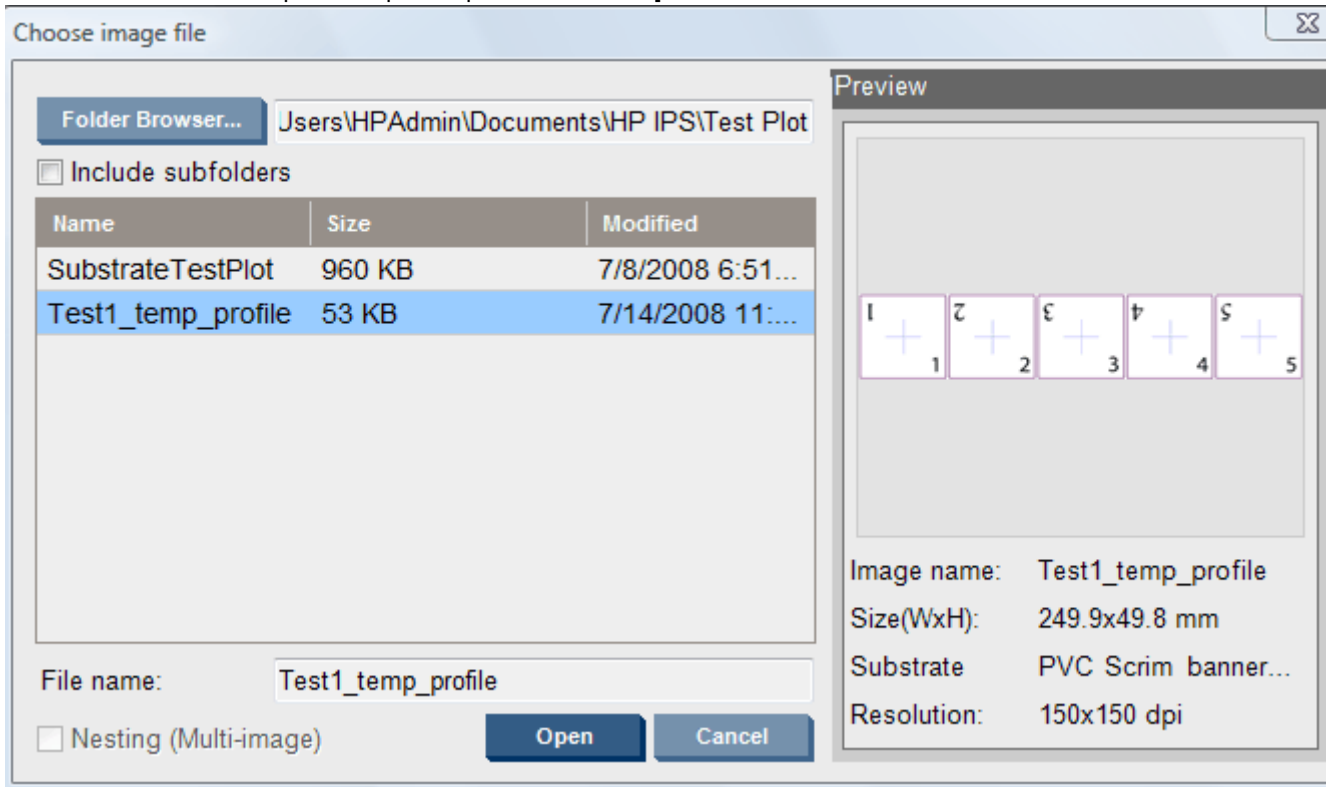 Choose image file
Folder Browser... Jsers\HPAdmin\Documents\HP IPS\Test Plot
Include subfolders
Name Size Modified
SubstrateTestPlot 960 KB 7/8/2008 6:51...
Test1_temp_profile 53 KB 7/14/2008 11:...
File name: Test1_temp_profile
Nesting (Multi-image) Open Cancel
Preview
1 2 3 4 5
1 2 3 4 5
Image name: Test1_temp_profile
Size(WxH): 249.9x49.8 mm
Substrate PVC Scrim banner...
Resolution: 150x150 dpi